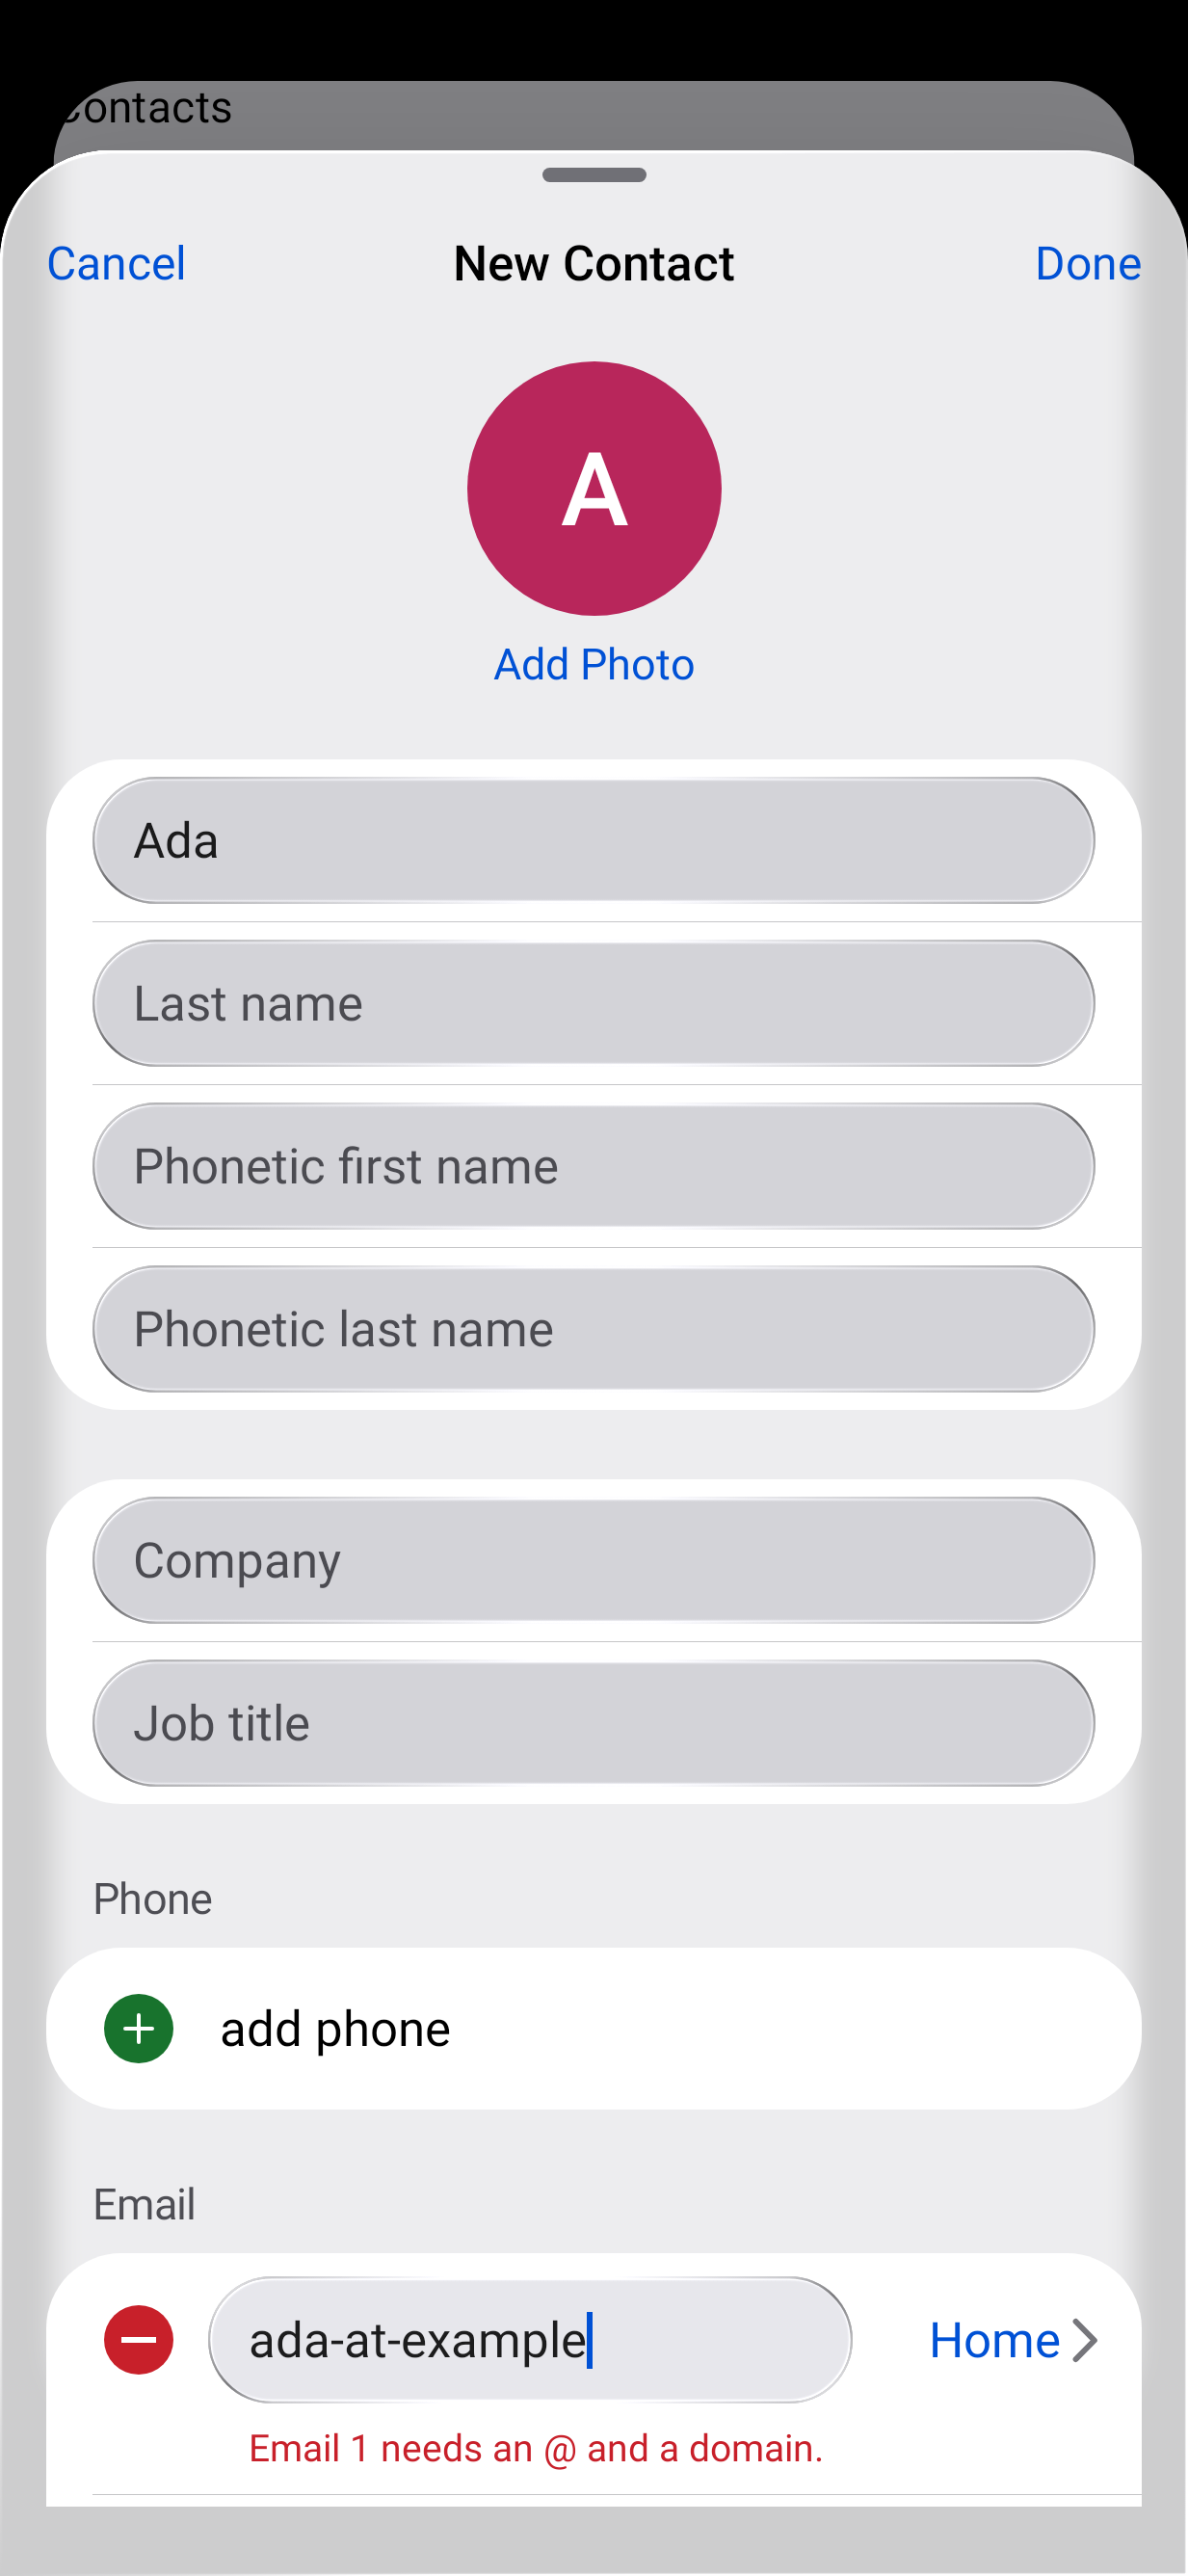 Contacts
Cancel New Contact Done
A
Add Photo
Ada
Last name
Phonetic first name
Phonetic last name
Company
Job title
Phone
add phone
Email
ada-at-example Home
Email 1 needs an @ and a domain.